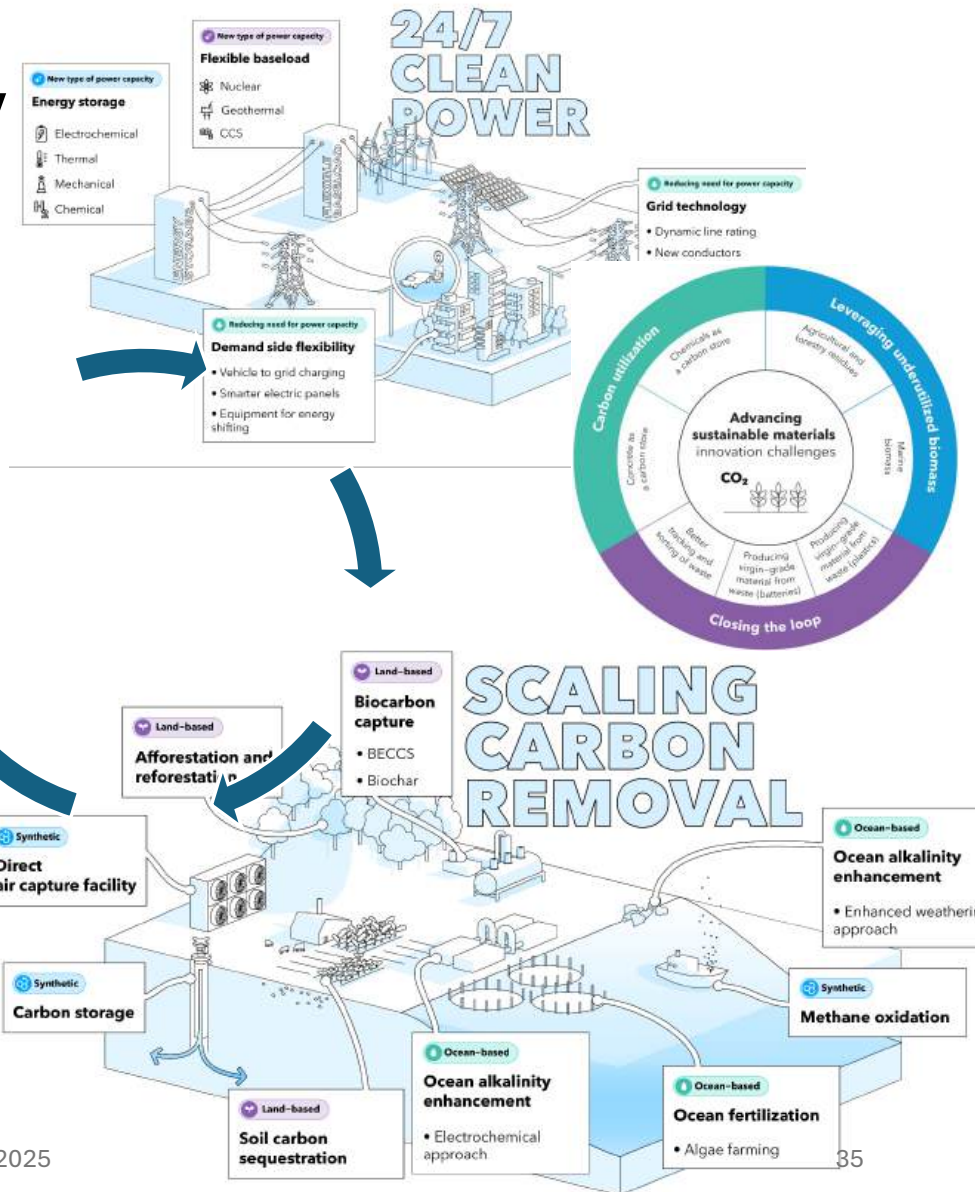 24/7
CLEAN
POWER
New type of power capacity
Flexible baseload
Nuclear
Geothermal
CCS
New type of power capacity
Energy storage
Electrochemical
Thermal
Mechanical
Chemical
FLEXIBLE
BASELOAD
ENERGY
STORAGE
Reducing need for power capacity
Grid technology
• Dynamic line rating
• New conductors
Reducing need for power capacity
Demand side flexibility
• Vehicle to grid charging
• Smarter electric panels
• Equipment for energy
shifting
Carbon utilization
Leveraging underutilized biomass
Closing the loop
Chemicals as
a carbon store
Agricultural and
forestry residues
Concrete as
a carbon store
Marine
biomass
Advancing
sustainable materials
innovation challenges
CO₂
Better
tracking and
sorting of waste
Producing
virgin-grade
material from
waste (batteries)
Producing
virgin-grade
material from
waste (plastics)
SCALING
CARBON
REMOVAL
Land-based
Biocarbon
capture
• BECCS
• Biochar
Land-based
Afforestation and
reforestation
Synthetic
Direct
air capture facility
Ocean-based
Ocean alkalinity
enhancement
• Enhanced weathering
approach
Synthetic
Carbon storage
Synthetic
Methane oxidation
Ocean-based
Ocean alkalinity
enhancement
• Electrochemical
approach
Ocean-based
Ocean fertilization
• Algae farming
Land-based
Soil carbon
sequestration
2025
35